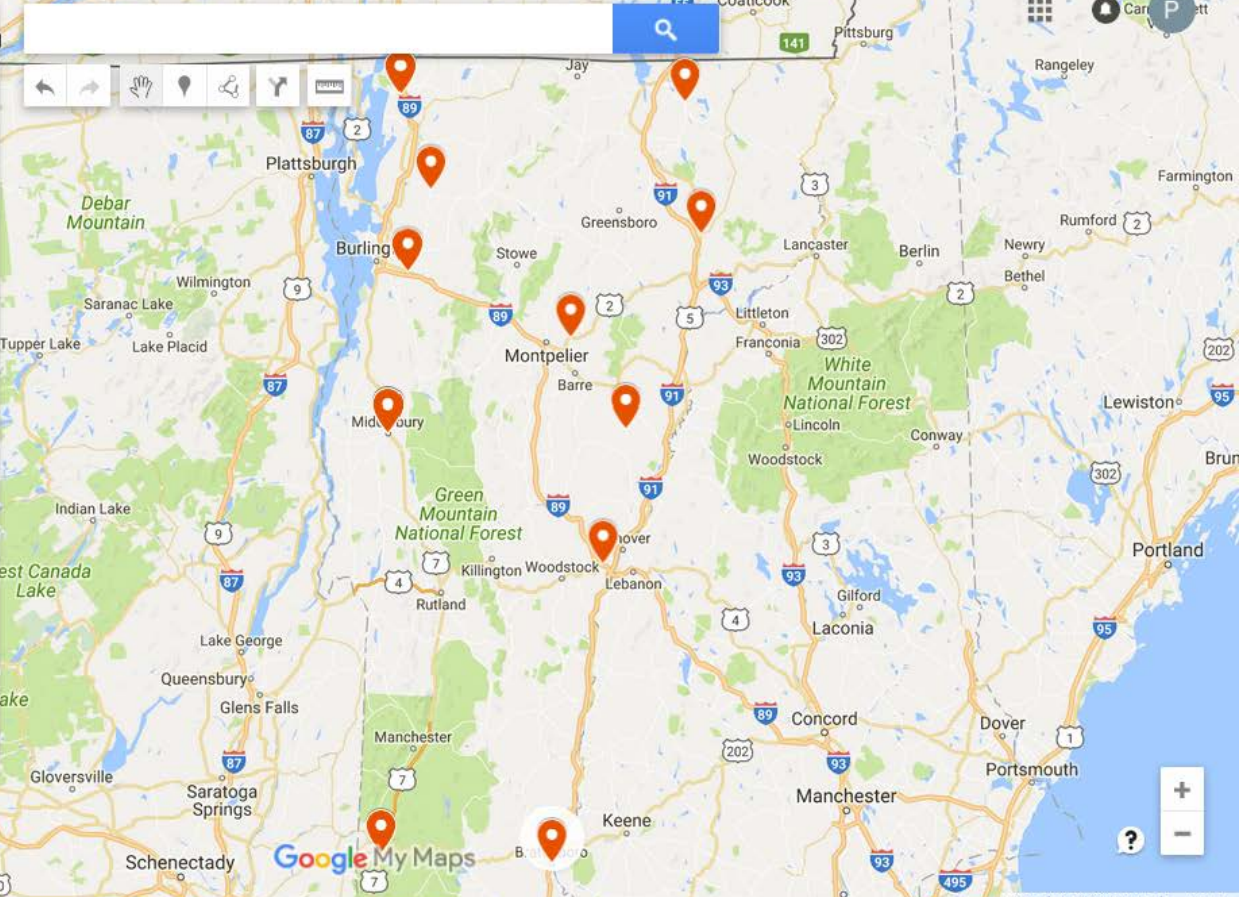 Coaticook
Pittsburg
141
P
Jay
Rangeley
89
87
2
Plattsburgh
3
91
Farmington
Debar
Mountain
Greensboro
Rumford
2
Burling
Stowe
Lancaster
Berlin
Newry
Bethel
Wilmington
9
93
2
Saranac Lake
2
89
5
Littleton
Tupper Lake
Lake Placid
Montpelier
Franconia
302
202
White
Mountain
National Forest
Barre
87
91
95
Lewiston
Lincoln
Conway
Woodstock
302
Brun
91
Green
Mountain
National Forest
89
Indian Lake
9
3
Portland
est Canada
Lake
87
7
Killington
Woodstock
4
Lebanon
93
Rutland
Gilford
4
Laconia
95
Lake George
Queensbury
ake
Glens Falls
89
Concord
Dover
1
Manchester
202
87
7
93
Portsmouth
Gloversville
Saratoga
Springs
Manchester
+
Keene
−
?
Google My Maps
Schenectady
7
93
495